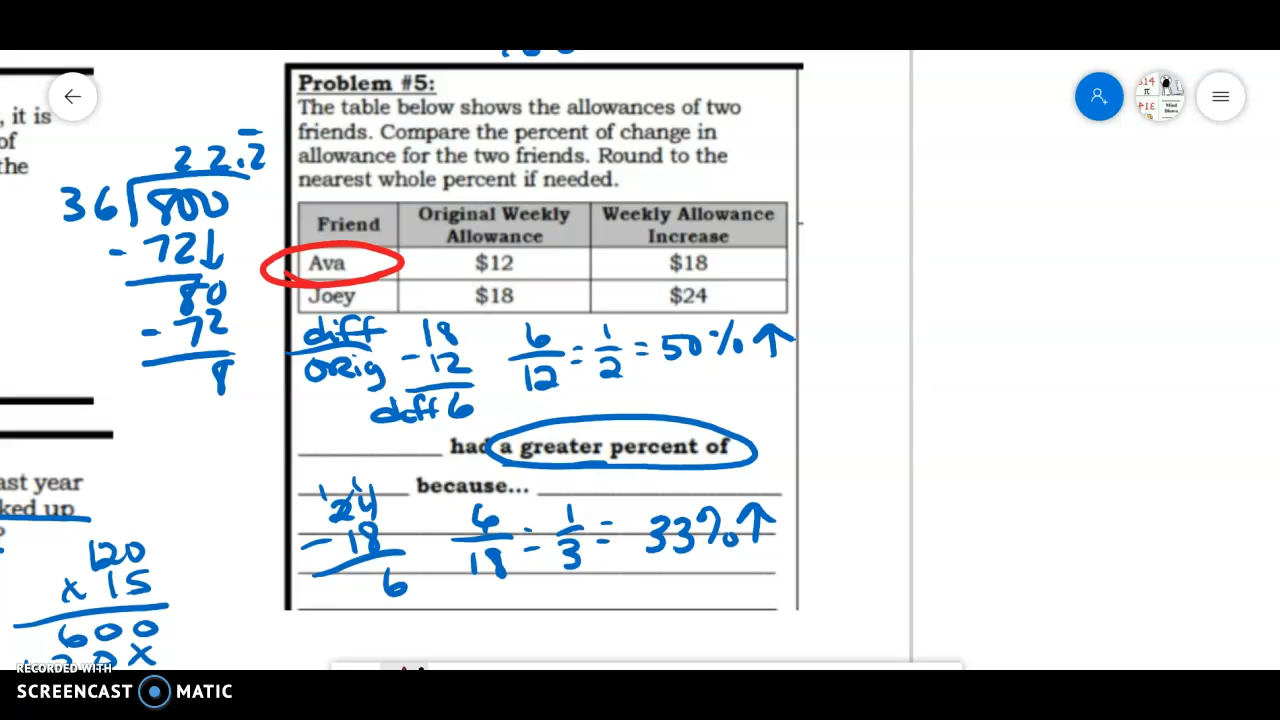 , it is
of
the
22.2
36 800
- 72
80
- 72
8
Problem #5:
The table below shows the allowances of two
friends. Compare the percent of change in
allowance for the two friends. Round to the
nearest whole percent if needed.
Friend Original Weekly Allowance Weekly Allowance Increase
Ava $12 $18
Joey $18 $24
diff
orig
18
- 12
diff 6
6/12 = 1/2 = 50% ↑
____________ had a greater percent of
____________ because... ____________
24
- 18
6
6/18 = 1/3 = 33% ↑
ast year
ked up
?
120
x 15
600
RECORDED WITH
SCREENCAST MATIC